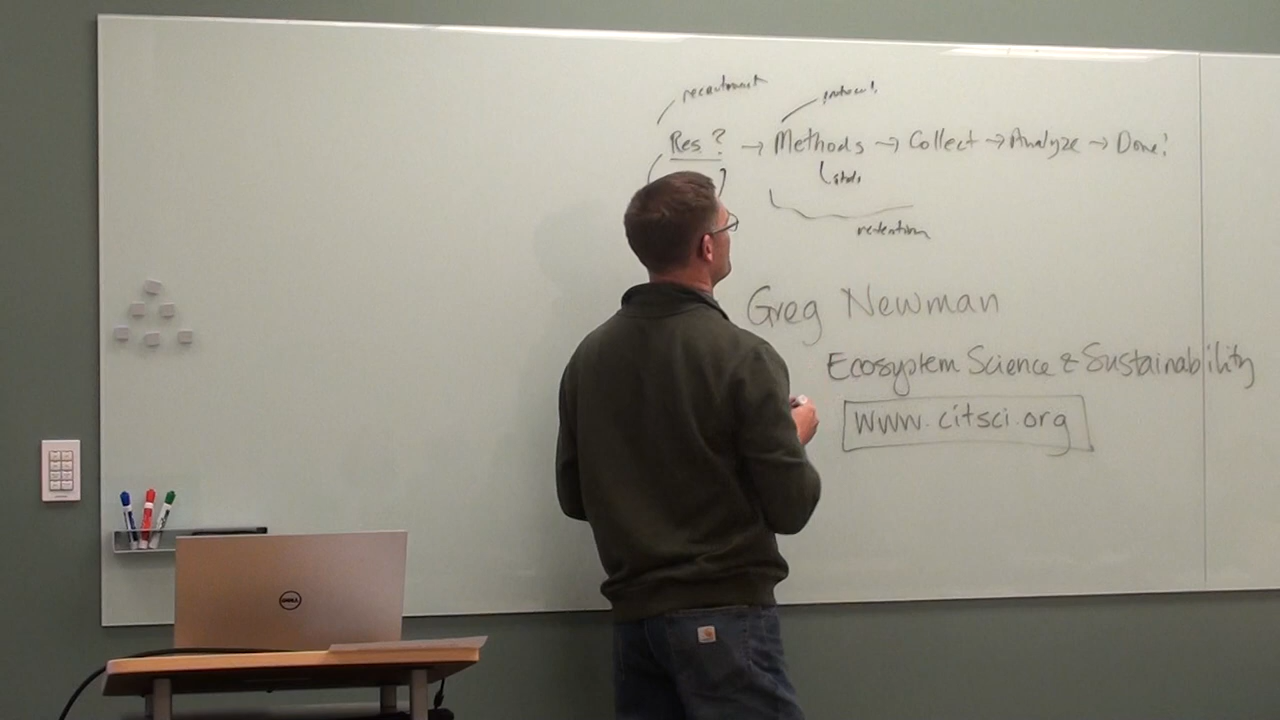 recruitment
protocol
Res ? → Methods → Collect → Analyze → Done!
retention
Greg Newman
Ecosystem Science & Sustainability
www.citsci.org
DELL